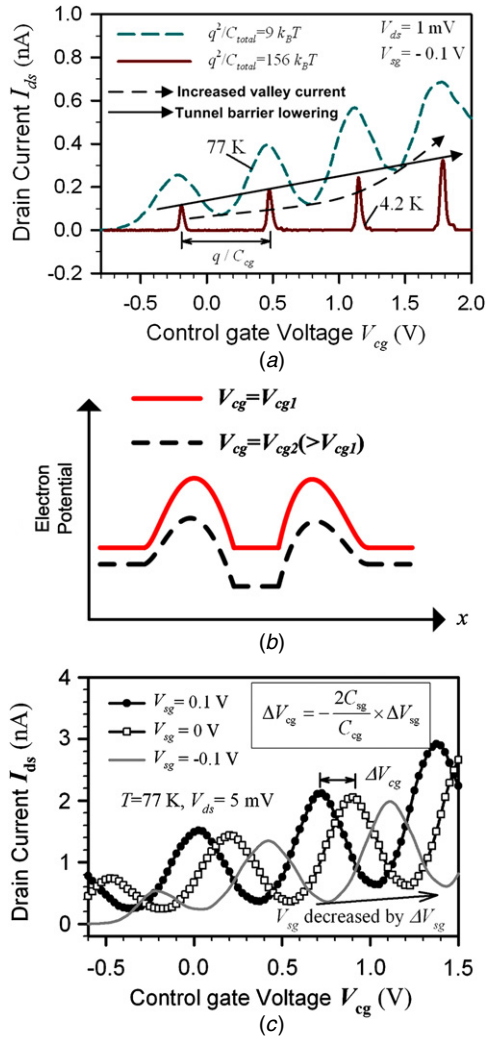 Drain Current I_ds (nA)
1.0
0.8
0.6
0.4
0.2
0.0
-0.2
q²/C_total=9 k_BT
q²/C_total=156 k_BT
V_ds= 1 mV
V_sg= - 0.1 V
Increased valley current
Tunnel barrier lowering
77 K
4.2 K
q / C_cg
-0.5 0.0 0.5 1.0 1.5 2.0
Control gate Voltage V_cg (V)
(a)
V_cg=V_cg1
V_cg=V_cg2(>V_cg1)
Electron
Potential
x
(b)
Drain Current I_ds (nA)
4
3
2
1
0
V_sg= 0.1 V
V_sg= 0 V
V_sg= -0.1 V
ΔV_cg = - 2C_sg / C_cg × ΔV_sg
T=77 K, V_ds= 5 mV
ΔV_cg
V_sg decreased by ΔV_sg
-0.5 0.0 0.5 1.0 1.5
Control gate Voltage V_cg (V)
(c)